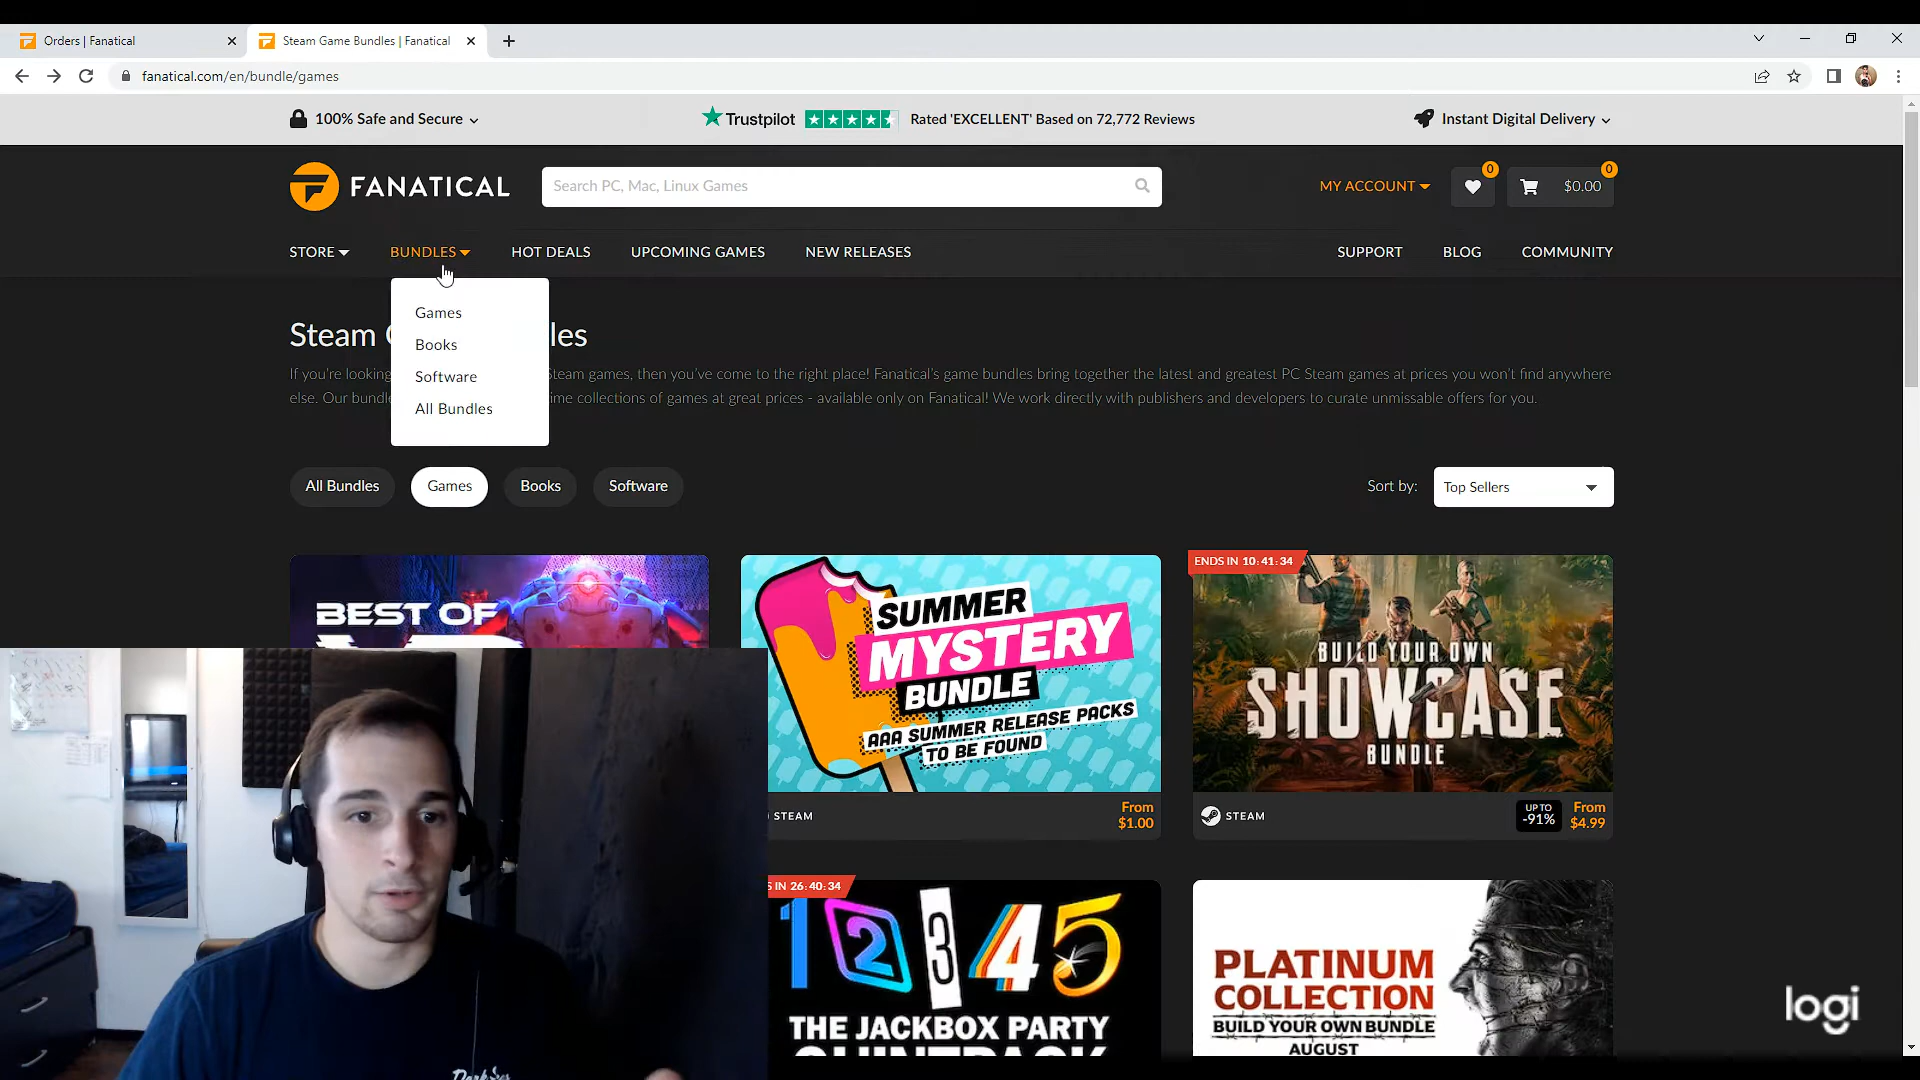 Orders | Fanatical
Steam Game Bundles | Fanatical
fanatical.com/en/bundle/games
100% Safe and Secure
Trustpilot
Rated 'EXCELLENT' Based on 72,772 Reviews
Instant Digital Delivery
FANATICAL
Search PC, Mac, Linux Games
MY ACCOUNT
0
0
$0.00
STORE
BUNDLES
HOT DEALS
UPCOMING GAMES
NEW RELEASES
SUPPORT
BLOG
COMMUNITY
Games
Books
Software
All Bundles
Steam
les
If you're looking
Steam games, then you've come to the right place! Fanatical's game bundles bring together the latest and greatest PC Steam games at prices you won't find anywhere
else. Our bund
ime collections of games at great prices - available only on Fanatical! We work directly with publishers and developers to curate unmissable offers for you.
All Bundles
Games
Books
Software
Sort by:
Top Sellers
BEST OF
SUMMER
MYSTERY
BUNDLE
AAA SUMMER RELEASE PACKS
TO BE FOUND
STEAM
From
$1.00
ENDS IN 10:41:34
BUILD YOUR OWN
SHOWCASE
BUNDLE
STEAM
UP TO
-91%
From
$4.99
S IN 26:40:34
1 2 3 4 5
THE JACKBOX PARTY
PLATINUM
COLLECTION
BUILD YOUR OWN BUNDLE
AUGUST
logi